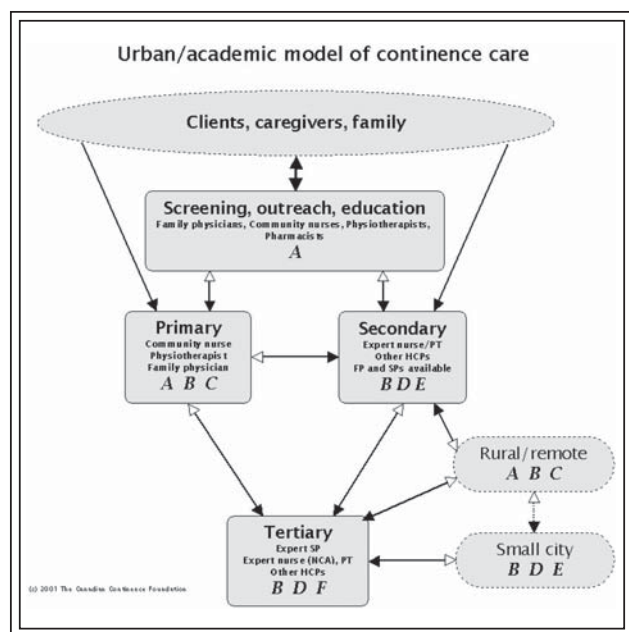 Urban/academic model of continence care
Clients, caregivers, family
Screening, outreach, education
Family physicians, Community nurses, Physiotherapists,
Pharmacists
A
Primary
Community nurse
Physiotherapist
Family physician
A B C
Secondary
Expert nurse/PT
Other HCPs
FP and SPs available
B D E
Rural/remote
A B C
Tertiary
Expert SP
Expert nurse (NCA), PT
Other HCPs
B D F
Small city
B D E
(c) 2001 The Canadian Continence Foundation